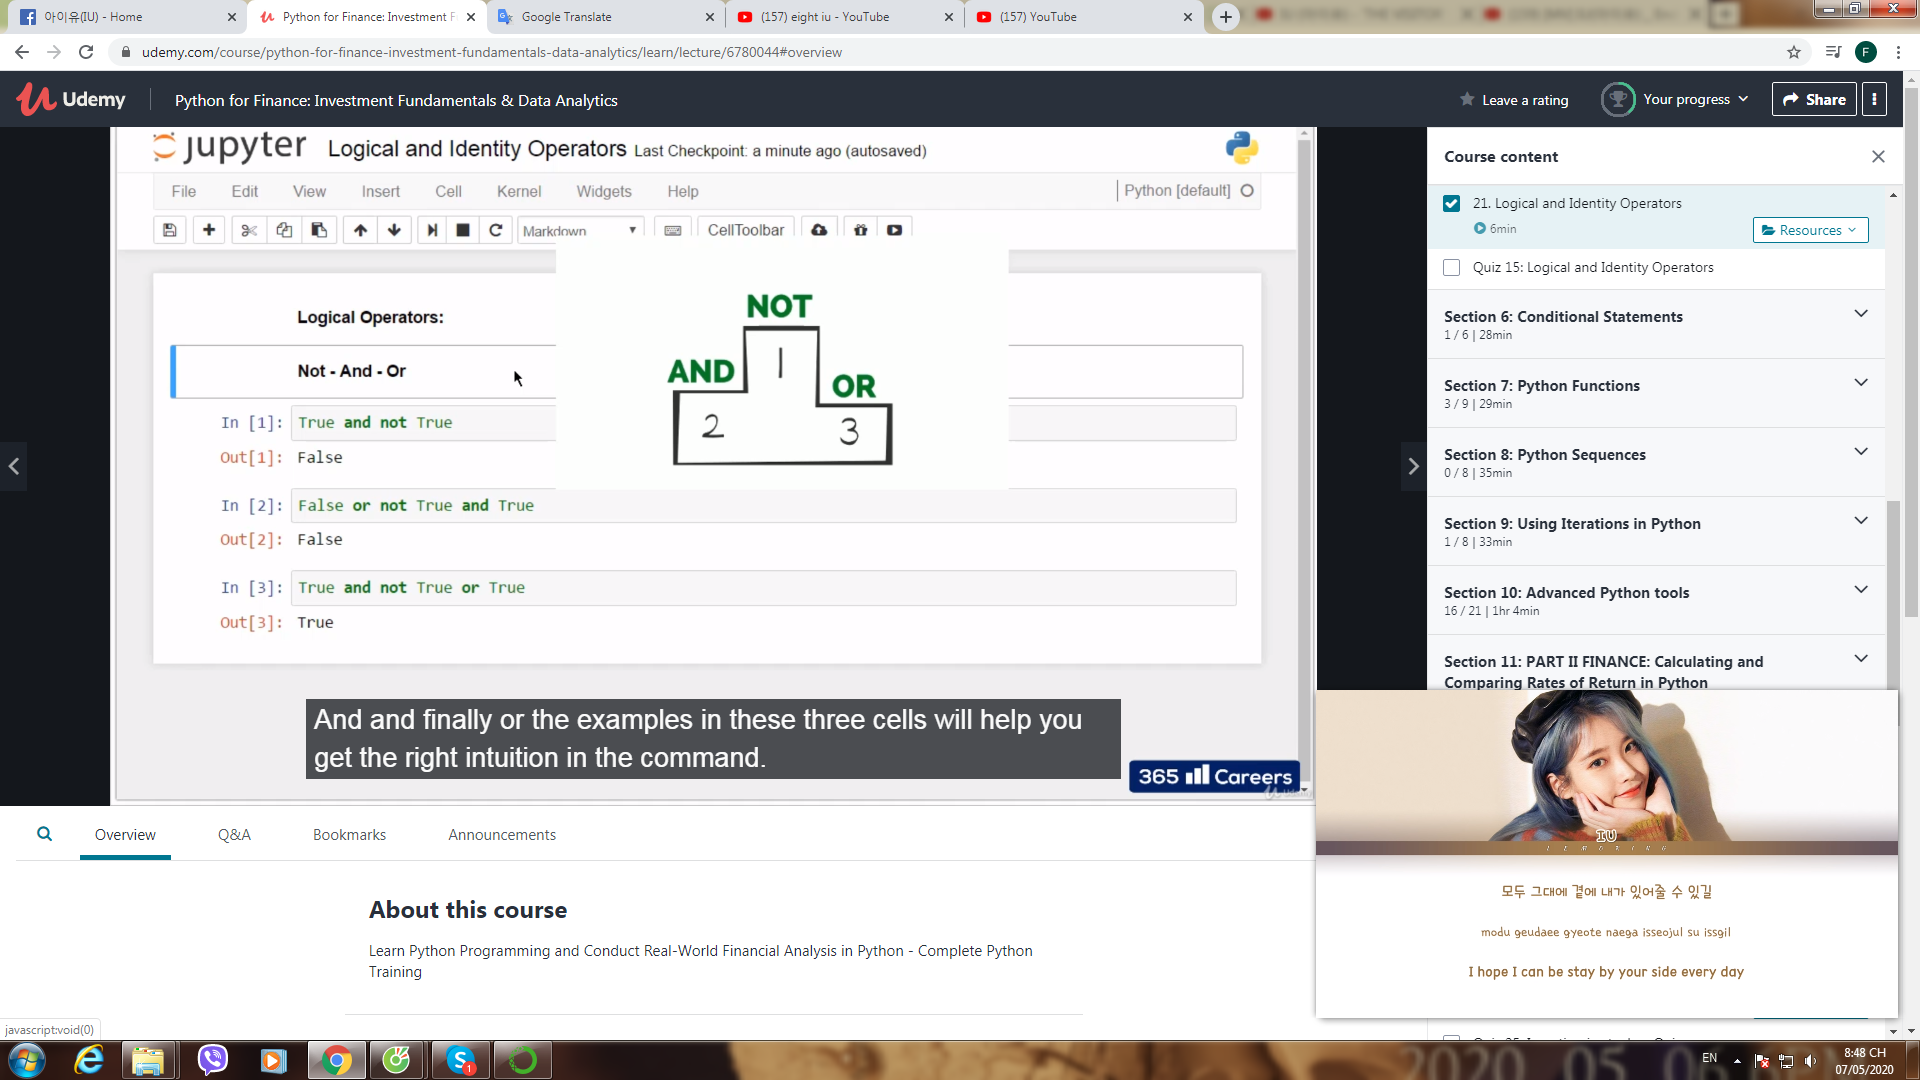 아이유(IU) - Home
Python for Finance: Investment F
Google Translate
(157) eight iu - YouTube
(157) YouTube
udemy.com/course/python-for-finance-investment-fundamentals-data-analytics/learn/lecture/6780044#overview
F
Udemy
Python for Finance: Investment Fundamentals & Data Analytics
Leave a rating
Your progress
Share
jupyter
Logical and Identity Operators Last Checkpoint: a minute ago (autosaved)
File Edit View Insert Cell Kernel Widgets Help
Python [default]
Markdown
CellToolbar
Logical Operators:
Not - And - Or
NOT
AND
OR
1
2
3
In [1]: True and not True
Out[1]: False
In [2]: False or not True and True
Out[2]: False
In [3]: True and not True or True
Out[3]: True
And and finally or the examples in these three cells will help you
get the right intuition in the command.
365 Careers
Udemy
Course content
21. Logical and Identity Operators
6min
Resources
Quiz 15: Logical and Identity Operators
Section 6: Conditional Statements
1 / 6 | 28min
Section 7: Python Functions
3 / 9 | 29min
Section 8: Python Sequences
0 / 8 | 35min
Section 9: Using Iterations in Python
1 / 8 | 33min
Section 10: Advanced Python tools
16 / 21 | 1hr 4min
Section 11: PART II FINANCE: Calculating and
Comparing Rates of Return in Python
IU
모두 그대에 곁에 내가 있어줄 수 있길
modu geudaee gyeote naega isseojul su issgil
I hope I can be stay by your side every day
Overview
Q&A
Bookmarks
Announcements
About this course
Learn Python Programming and Conduct Real-World Financial Analysis in Python - Complete Python
Training
javascript:void(0)
1
EN
8:48 CH
07/05/2020